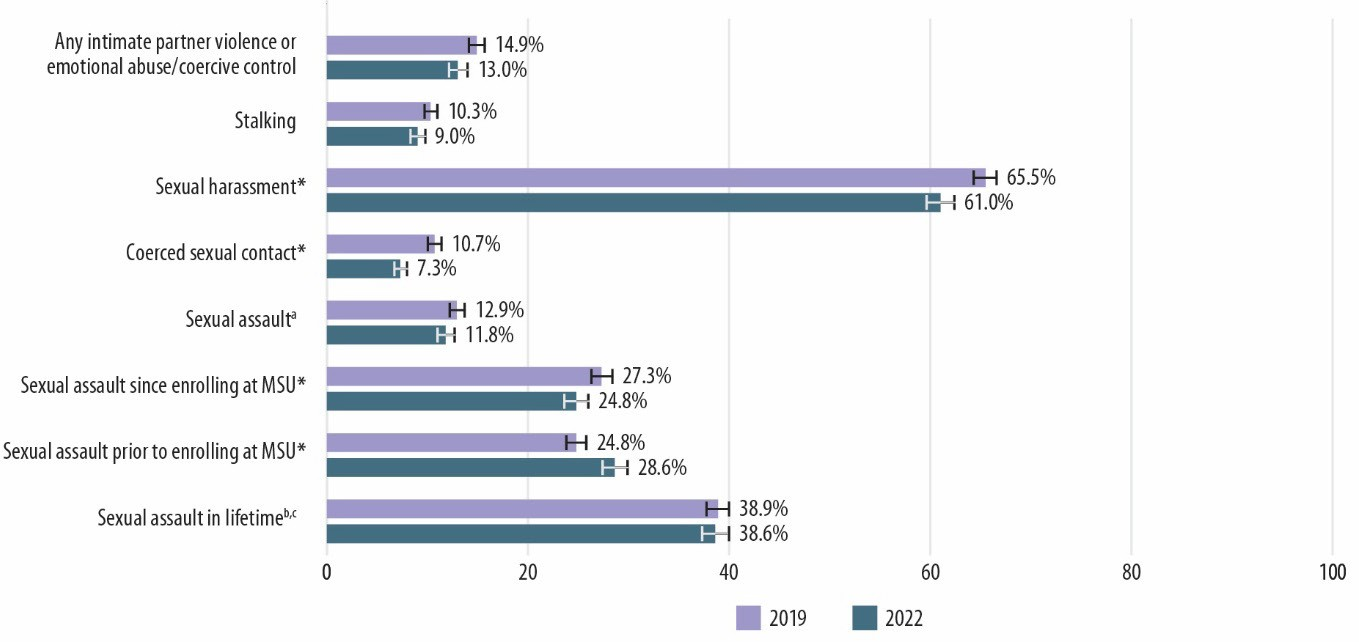 Any intimate partner violence or
emotional abuse/coercive control
14.9%
13.0%
Stalking
10.3%
9.0%
Sexual harassment*
65.5%
61.0%
Coerced sexual contact*
10.7%
7.3%
Sexual assaultᵃ
12.9%
11.8%
Sexual assault since enrolling at MSU*
27.3%
24.8%
Sexual assault prior to enrolling at MSU*
24.8%
28.6%
Sexual assault in lifetimeᵇ,ᶜ
38.9%
38.6%
0 20 40 60 80 100
2019 2022